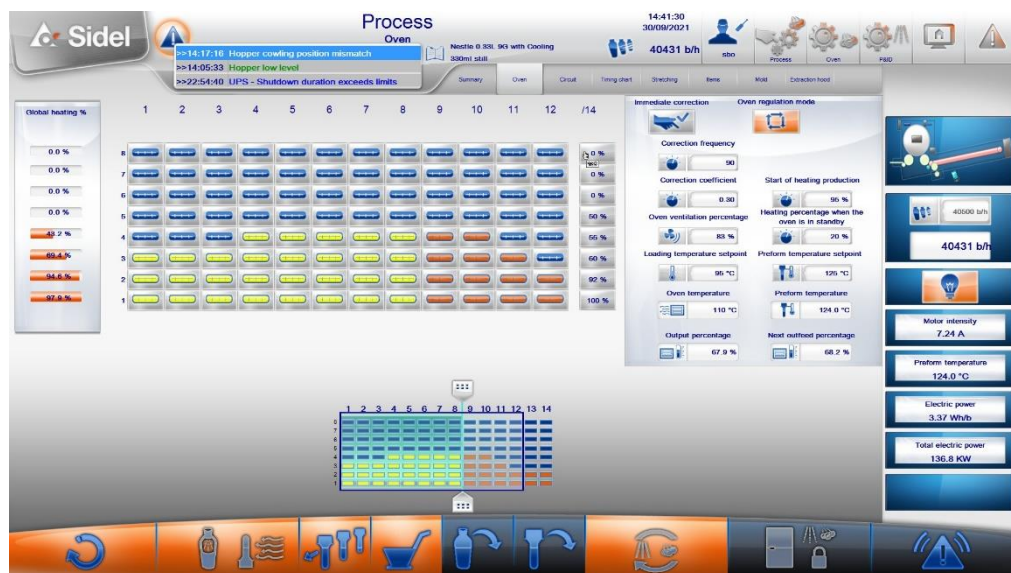 Sidel
Process
Oven
>>14:17:16 Hopper cowling position mismatch
>>14:05:33 Hopper low level
>>22:54:40 UPS - Shutdown duration exceeds limits
Nestle 0.33L 9G with Cooling
330ml still
14:41:30
30/09/2021
40431 b/h
sbo
Process
Oven
P&ID
Summary
Oven
Circuit
Timing chart
Stretching
Items
Mold
Extraction hood
Global heating %
1 2 3 4 5 6 7 8 9 10 11 12 /14
0.0 % 8 0 %
0.0 % 7 0 %
0.0 % 6 0 %
0.0 % 5 50 %
43.2 % 4 55 %
69.4 % 3 60 %
94.6 % 2 92 %
97.9 % 1 100 %
Immediate correction
Oven regulation mode
Correction frequency
90
Correction coefficient
0.30
Start of heating production
95 %
Oven ventilation percentage
83 %
Heating percentage when the
oven is in standby
20 %
Loading temperature setpoint
95 °C
Preform temperature setpoint
125 °C
Oven temperature
110 °C
Preform temperature
124.0 °C
Output percentage
67.9 %
Next outfeed percentage
68.2 %
40431 b/h
Motor intensity
7.24 A
Preform temperature
124.0 °C
Electric power
3.37 Wh/b
Total electric power
136.8 KW
1 2 3 4 5 6 7 8 9 10 11 12 13 14
7
6
5
4
3
2
1